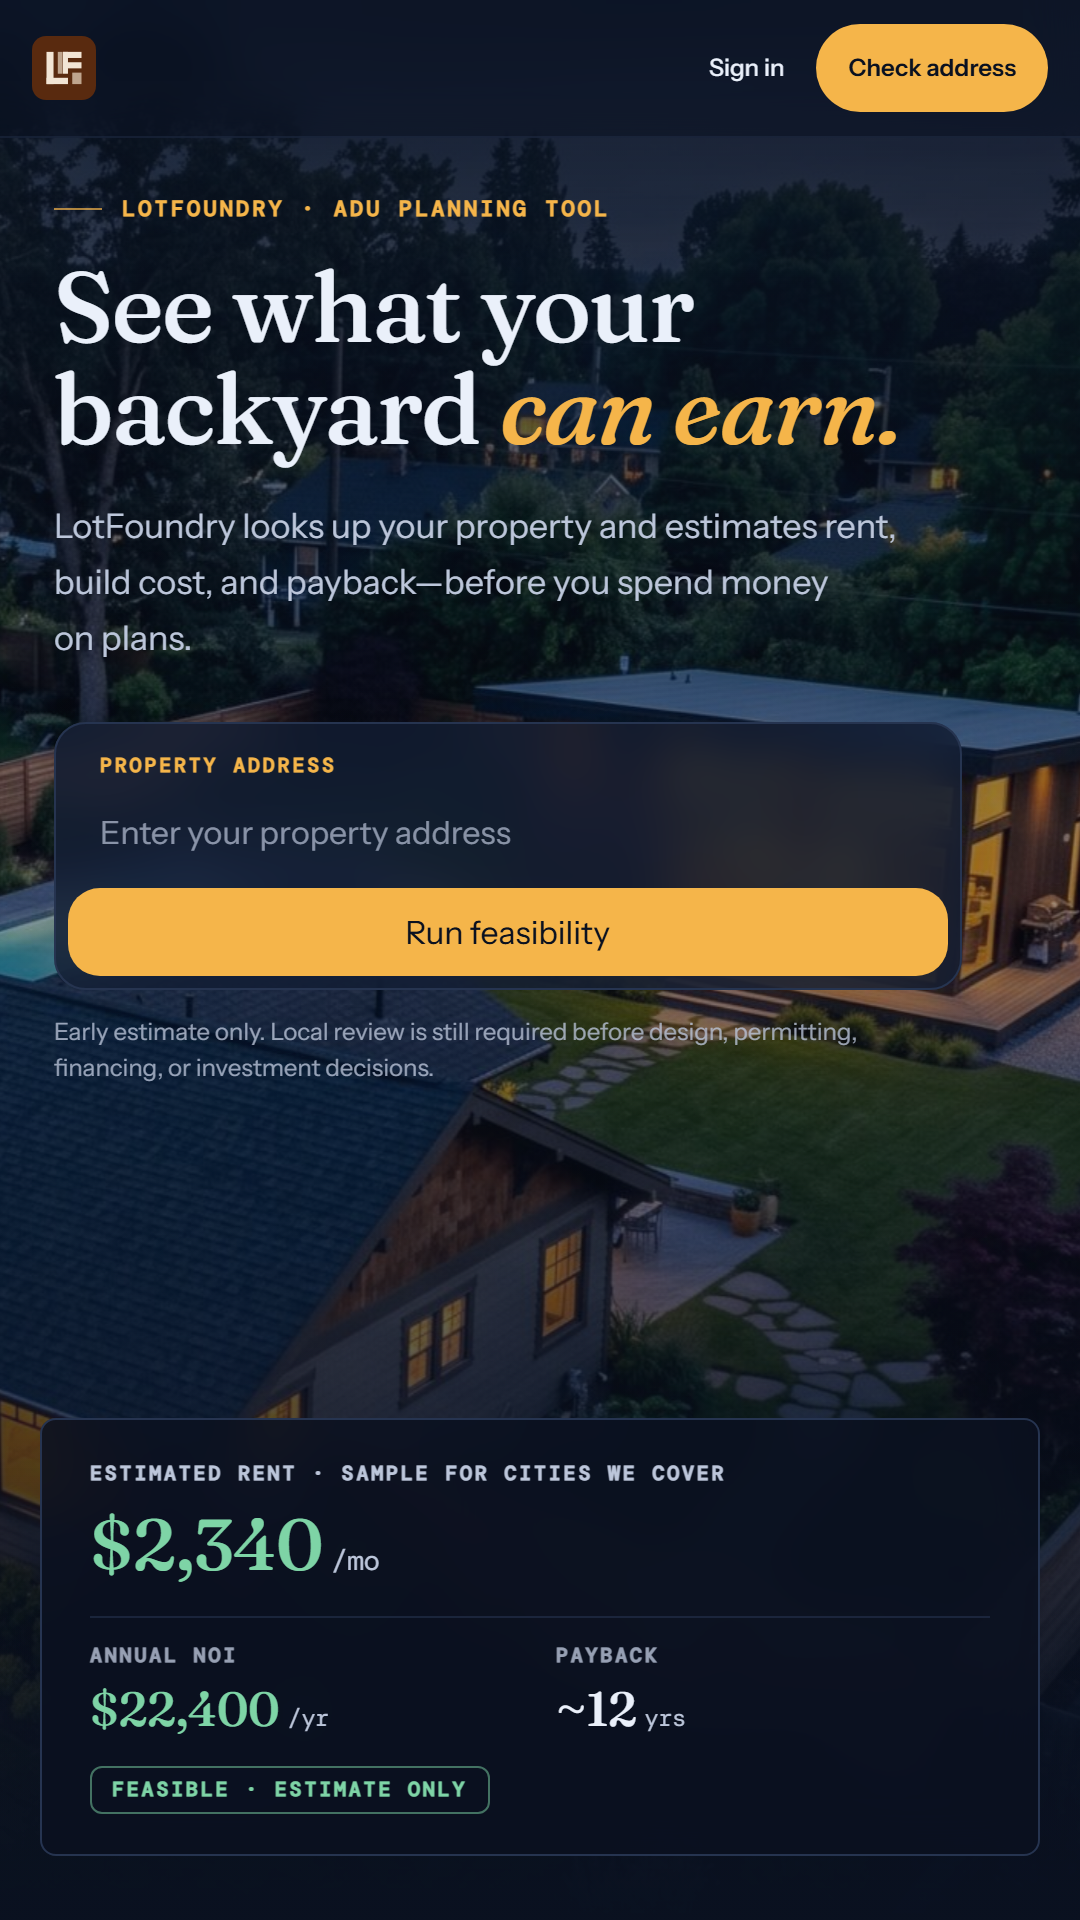 LF
Sign in
Check address
LOTFOUNDRY · ADU PLANNING TOOL
See what your
backyard can earn.
LotFoundry looks up your property and estimates rent,
build cost, and payback—before you spend money
on plans.
PROPERTY ADDRESS
Enter your property address
Run feasibility
Early estimate only. Local review is still required before design, permitting,
financing, or investment decisions.
ESTIMATED RENT · SAMPLE FOR CITIES WE COVER
$2,340 /mo
ANNUAL NOI
PAYBACK
$22,400 /yr
~12 yrs
FEASIBLE · ESTIMATE ONLY